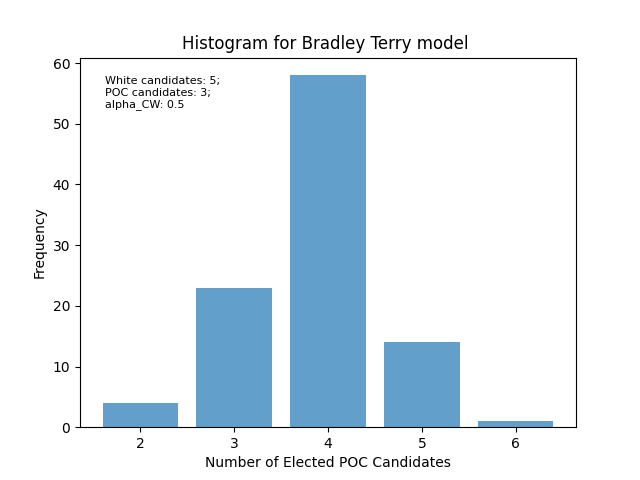 Histogram for Bradley Terry model
White candidates: 5;
POC candidates: 3;
alpha_CW: 0.5
60
50
40
30
20
10
0
Frequency
2 3 4 5 6
Number of Elected POC Candidates